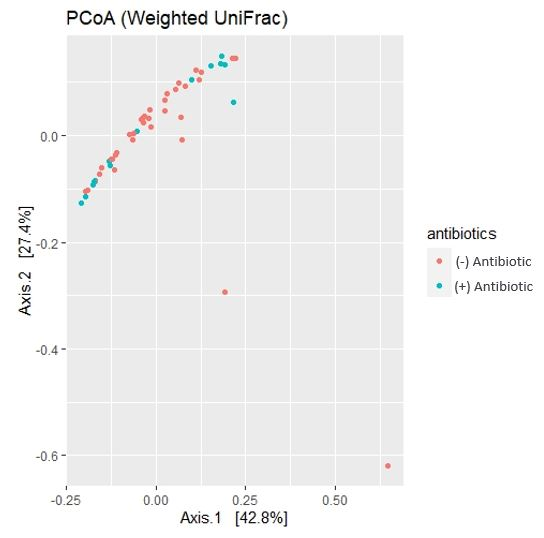 PCoA (Weighted UniFrac)
0.0
-0.2
-0.4
-0.6
Axis.2 [27.4%]
-0.25 0.00 0.25 0.50
Axis.1 [42.8%]
antibiotics
(-) Antibiotic
(+) Antibiotic